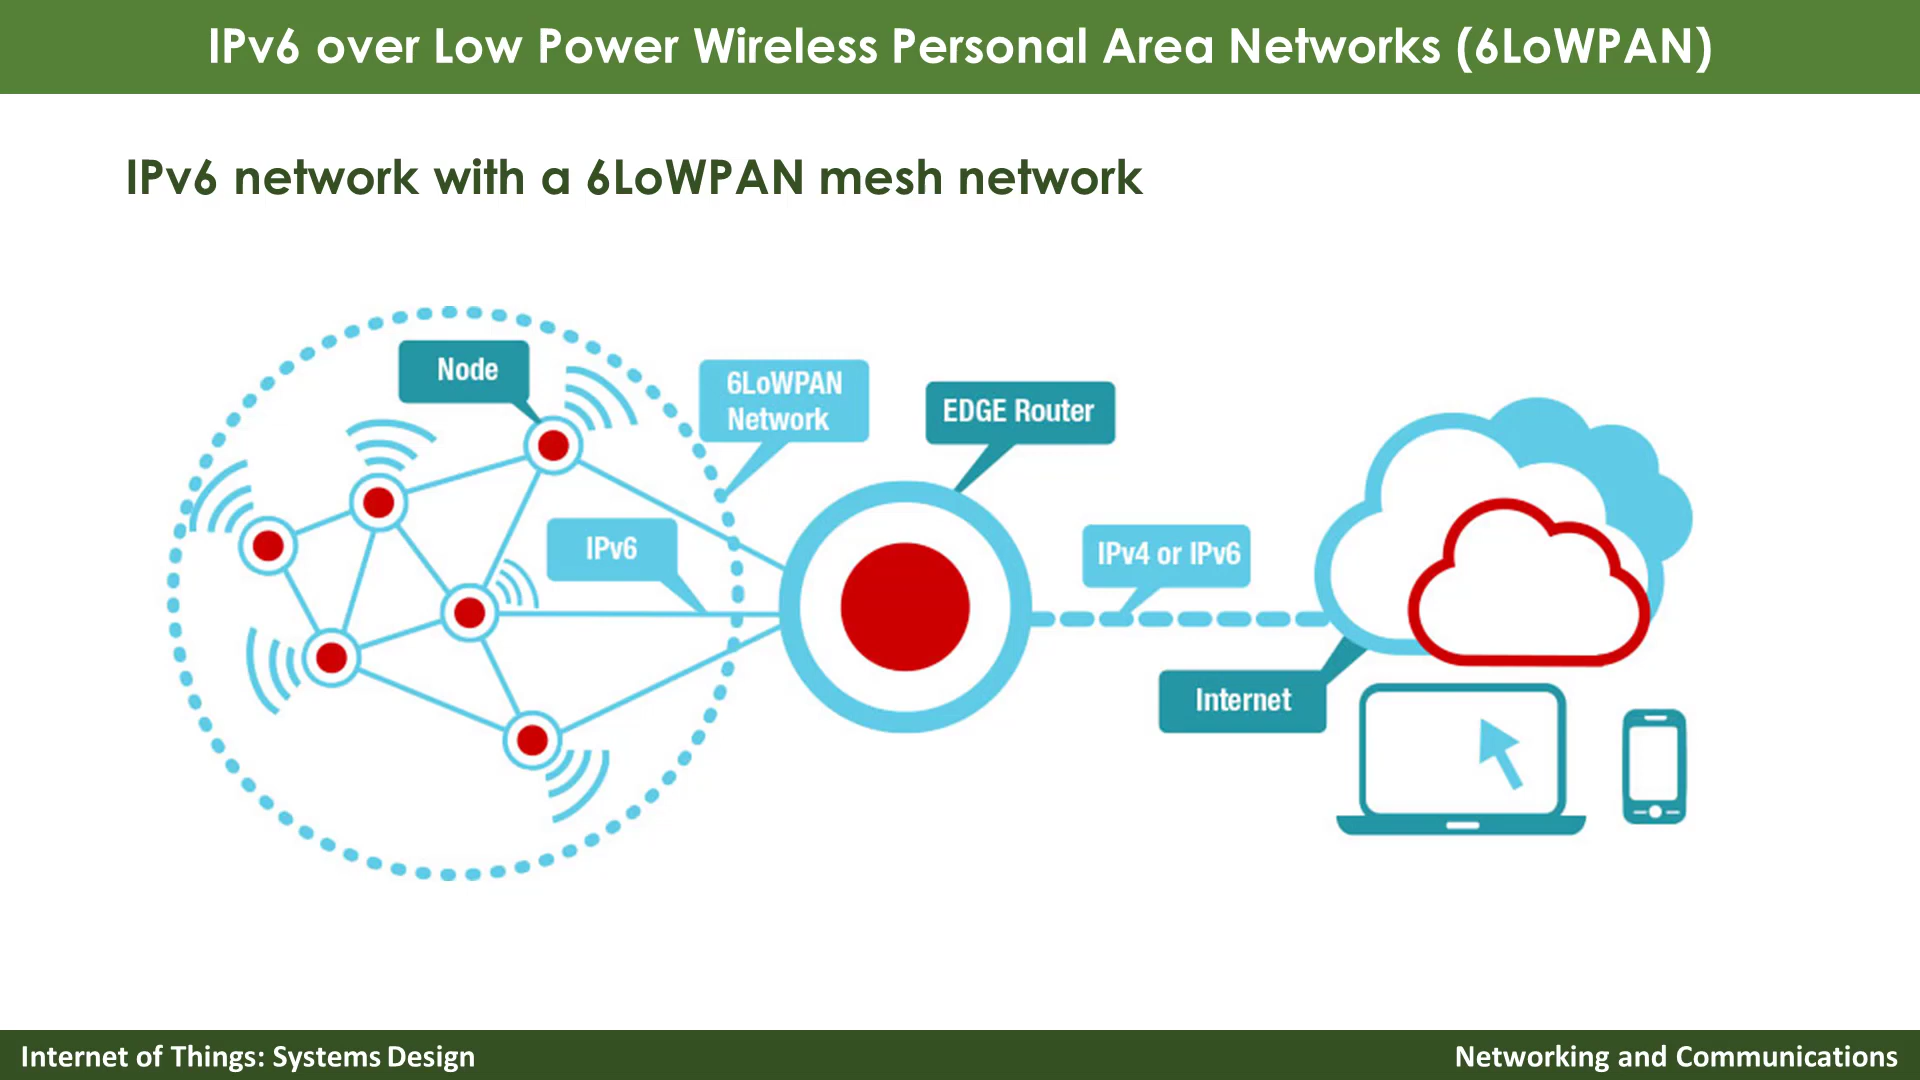 IPv6 over Low Power Wireless Personal Area Networks (6LoWPAN)
IPv6 network with a 6LoWPAN mesh network
Node
6LoWPAN
Network
EDGE Router
IPv6
IPv4 or IPv6
Internet
Internet of Things: Systems Design
Networking and Communications